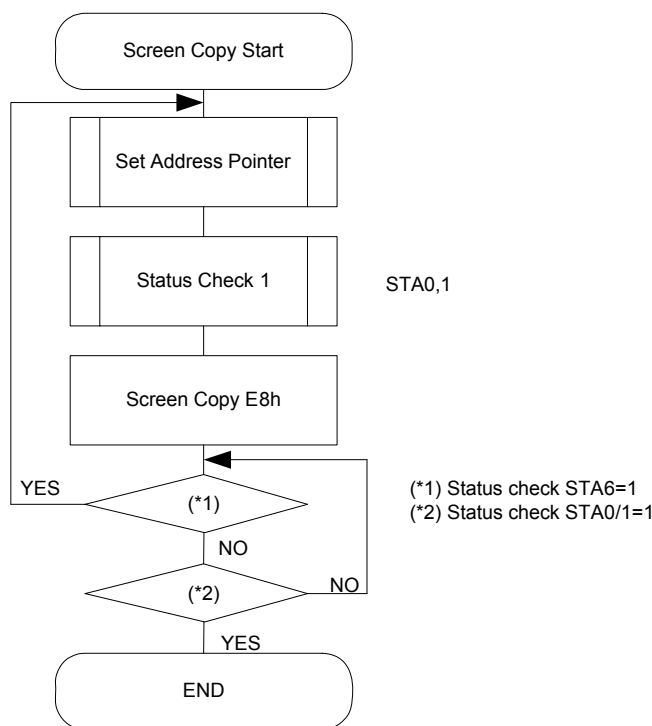 Screen Copy Start
Set Address Pointer
Status Check 1
STA0,1
Screen Copy E8h
YES
(*1)
(*1) Status check STA6=1
(*2) Status check STA0/1=1
NO
(*2)
NO
YES
END